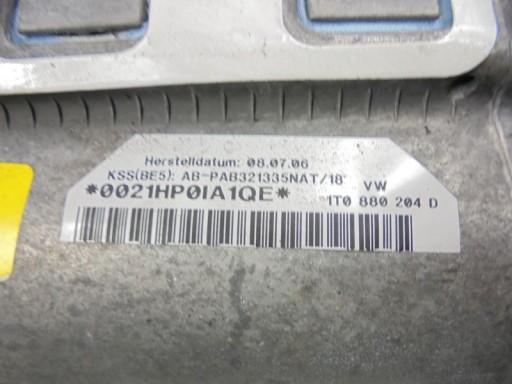 Herstelldatum: 08.07.06
KSS(BE5): AB-PAB321335NAT/18 VW
*0021HP0IA1QE*
1T0 880 204 D